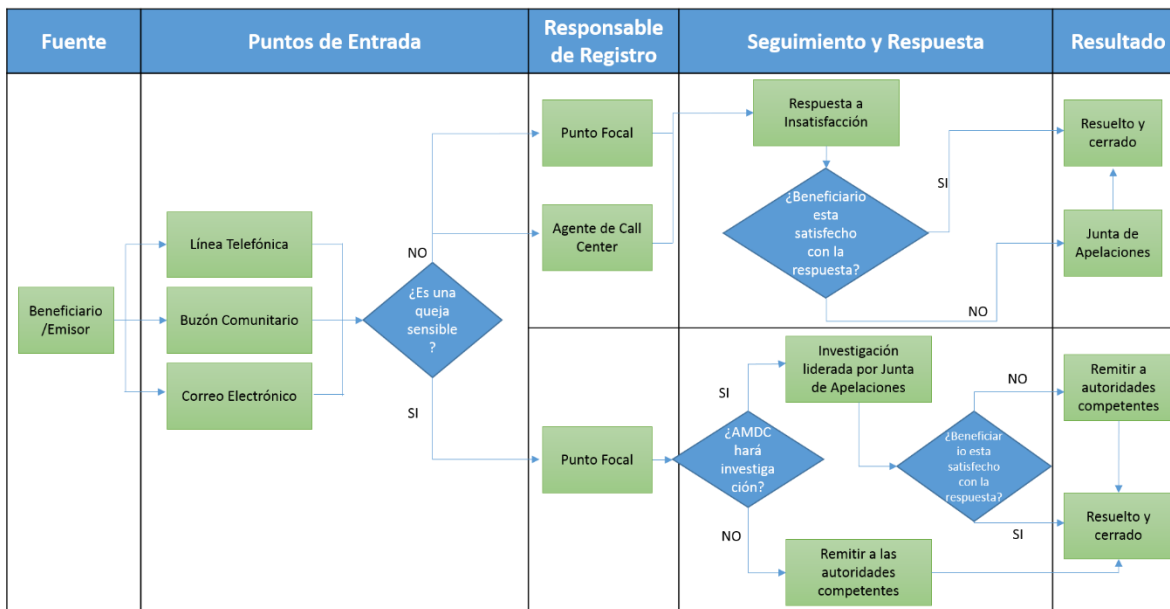 Fuente
Puntos de Entrada
Responsable
de Registro
Seguimiento y Respuesta
Resultado
Beneficiario
/Emisor
Línea Telefónica
Buzón Comunitario
Correo Electrónico
NO
¿Es una
queja
sensible
?
SI
Punto Focal
Agente de Call
Center
Respuesta a
Insatisfacción
¿Beneficiario
esta
satisfecho
con la
respuesta?
SI
NO
Resuelto y
cerrado
Junta de
Apelaciones
Punto Focal
SI
¿AMDC
hará
investig
ación?
NO
Investigación
liderada por Junta
de Apelaciones
Remitir a las
autoridades
competentes
¿Beneficiar
io esta
satisfecho
con la
respuesta?
NO
SI
Remitir a
autoridades
competentes
Resuelto y
cerrado